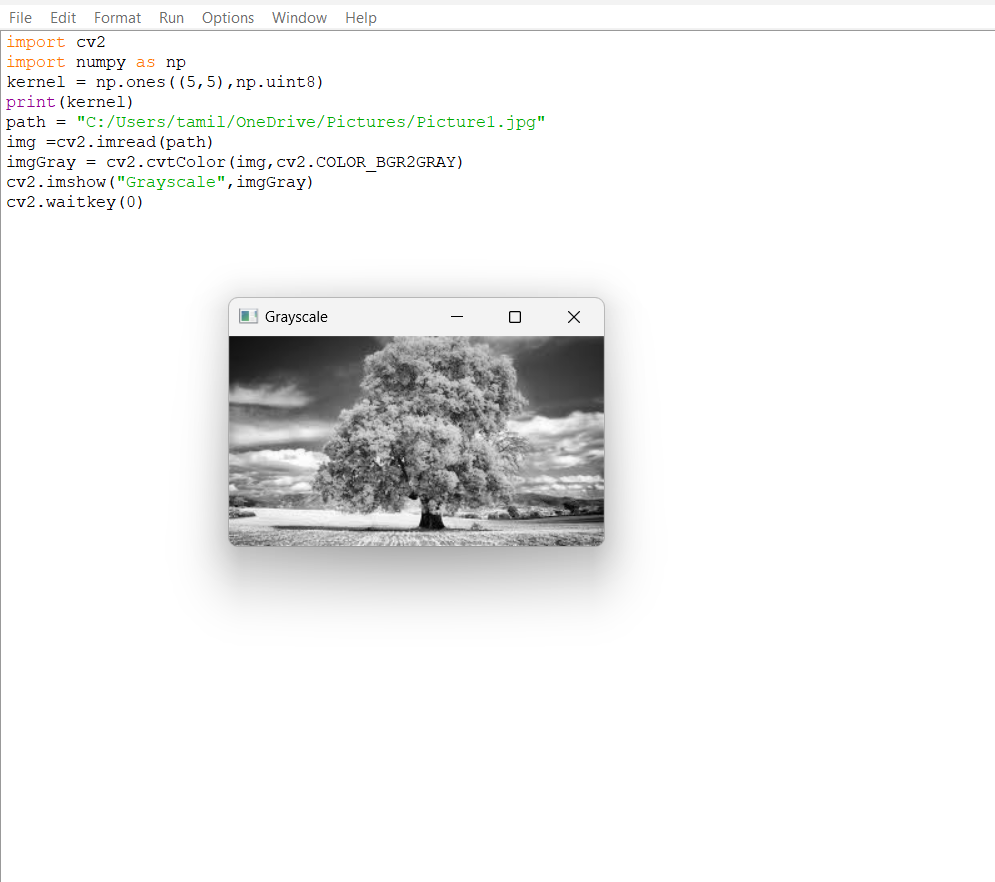 File Edit Format Run Options Window Help
import cv2
import numpy as np
kernel = np.ones((5,5),np.uint8)
print(kernel)
path = "C:/Users/tamil/OneDrive/Pictures/Picture1.jpg"
img =cv2.imread(path)
imgGray = cv2.cvtColor(img,cv2.COLOR_BGR2GRAY)
cv2.imshow("Grayscale",imgGray)
cv2.waitkey(0)
Grayscale